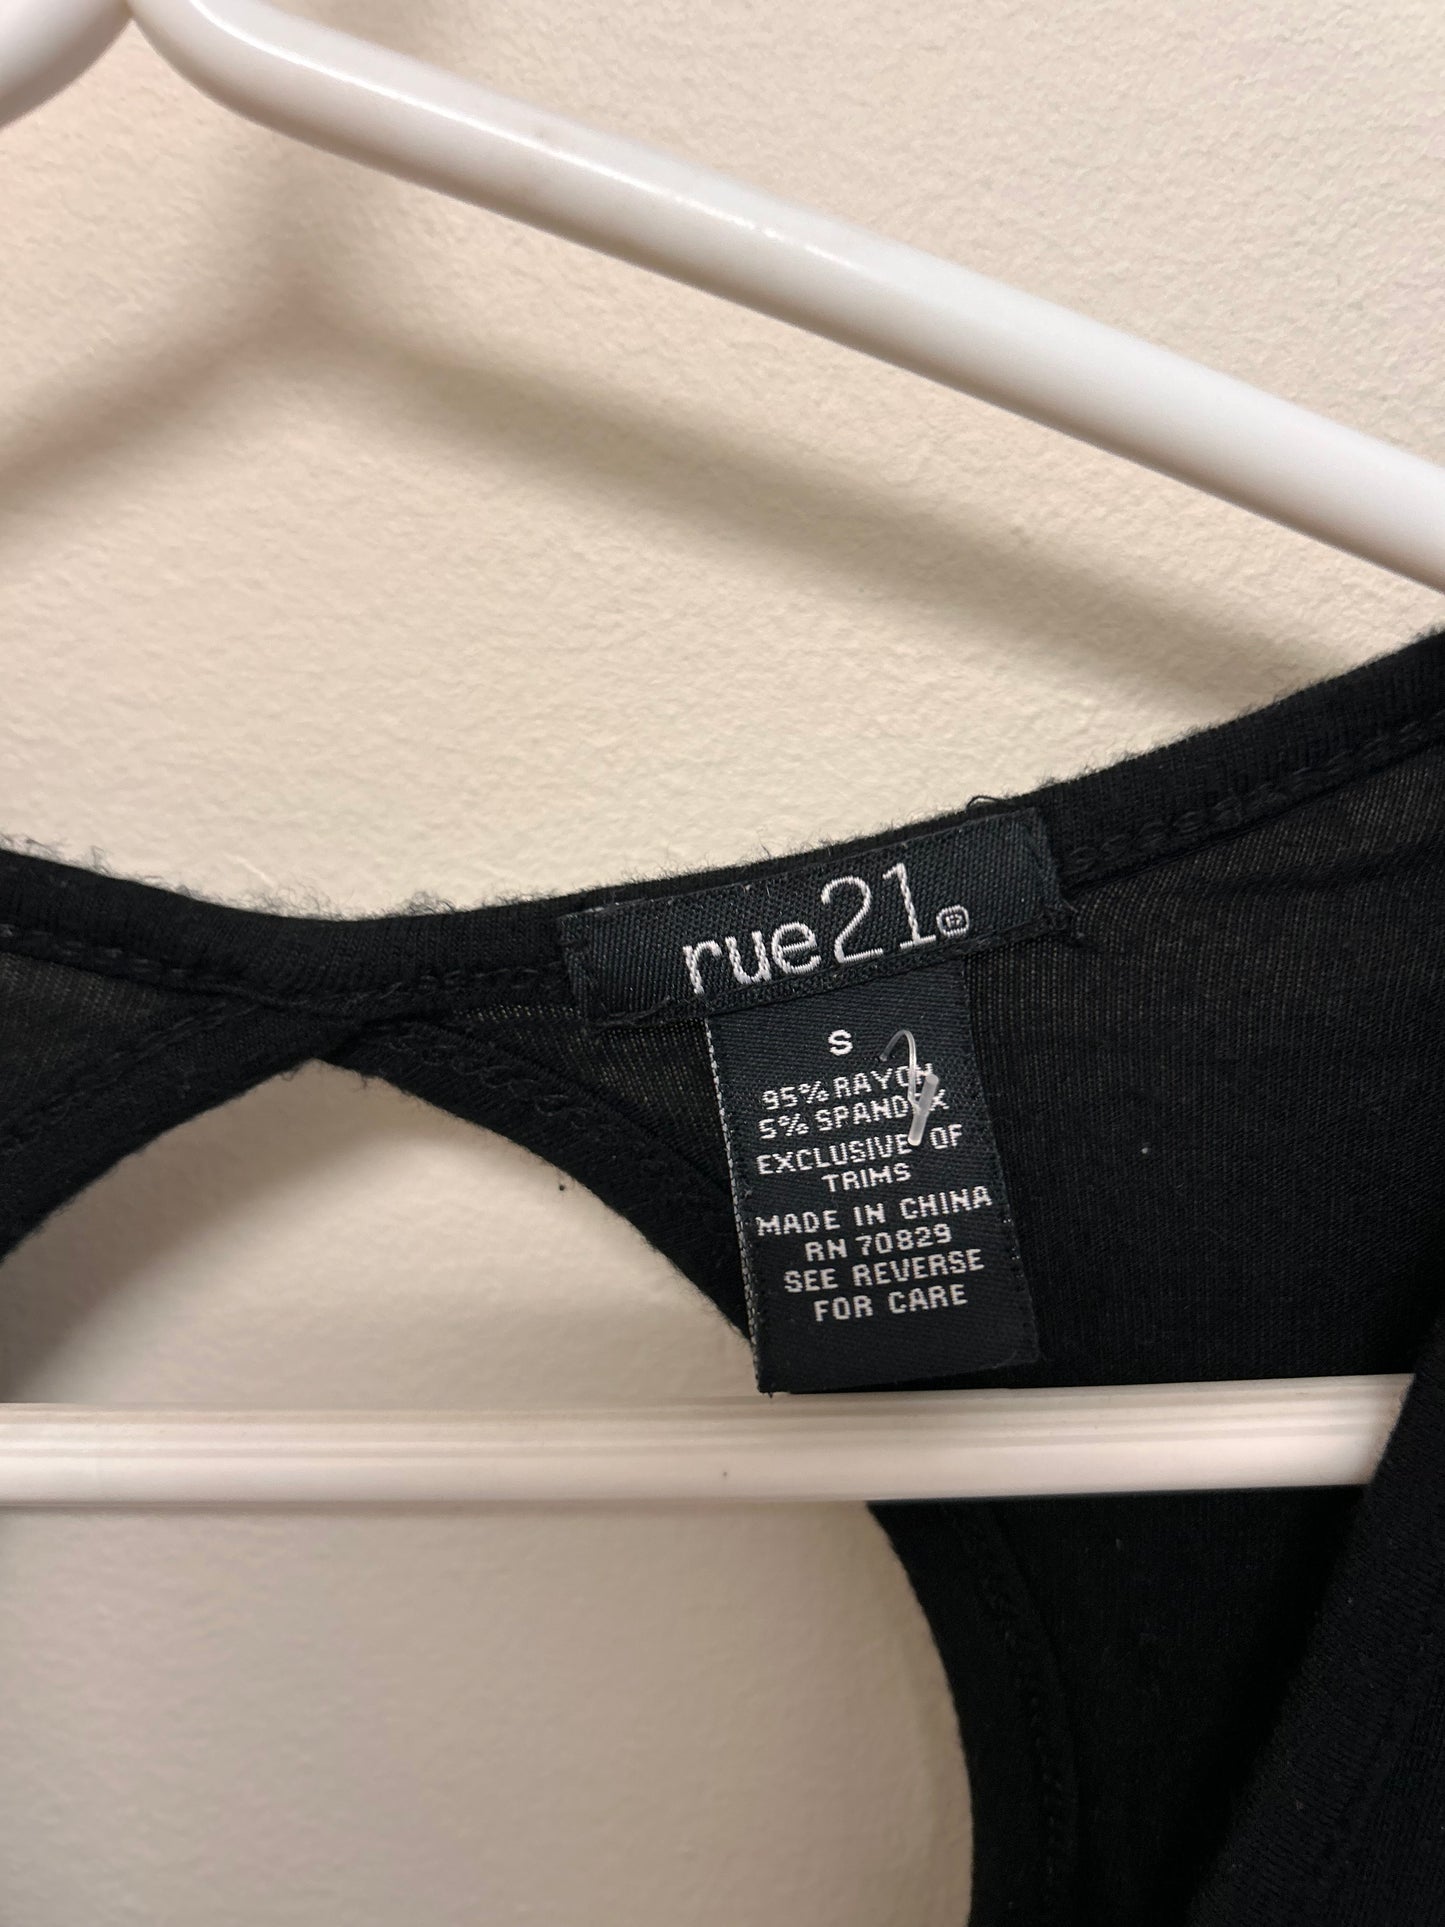 rue21®
S
95% RAYON
5% SPANDEX
EXCLUSIVE OF
TRIMS
MADE IN CHINA
RN 70829
SEE REVERSE
FOR CARE